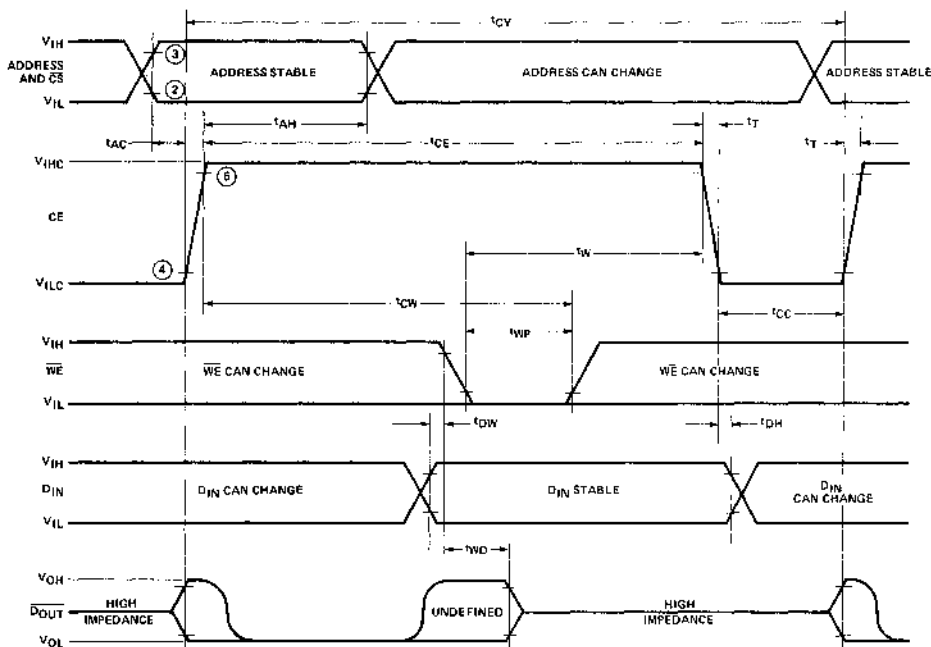 tCY
VIH
ADDRESS AND CS
VIL
③
②
ADDRESS STABLE
ADDRESS CAN CHANGE
ADDRESS STABLE
tAC
tAH
tCE
tT
tT
VIHC
CE
VILC
⑥
④
tW
tCW
tWP
tCC
VIH
WE
VIL
WE CAN CHANGE
WE CAN CHANGE
tDW
tDH
VIH
DIN
VIL
DIN CAN CHANGE
DIN STABLE
DIN
CAN CHANGE
tWD
VOH
DOUT
VOL
HIGH
IMPEDANCE
UNDEFINED
HIGH
IMPEDANCE